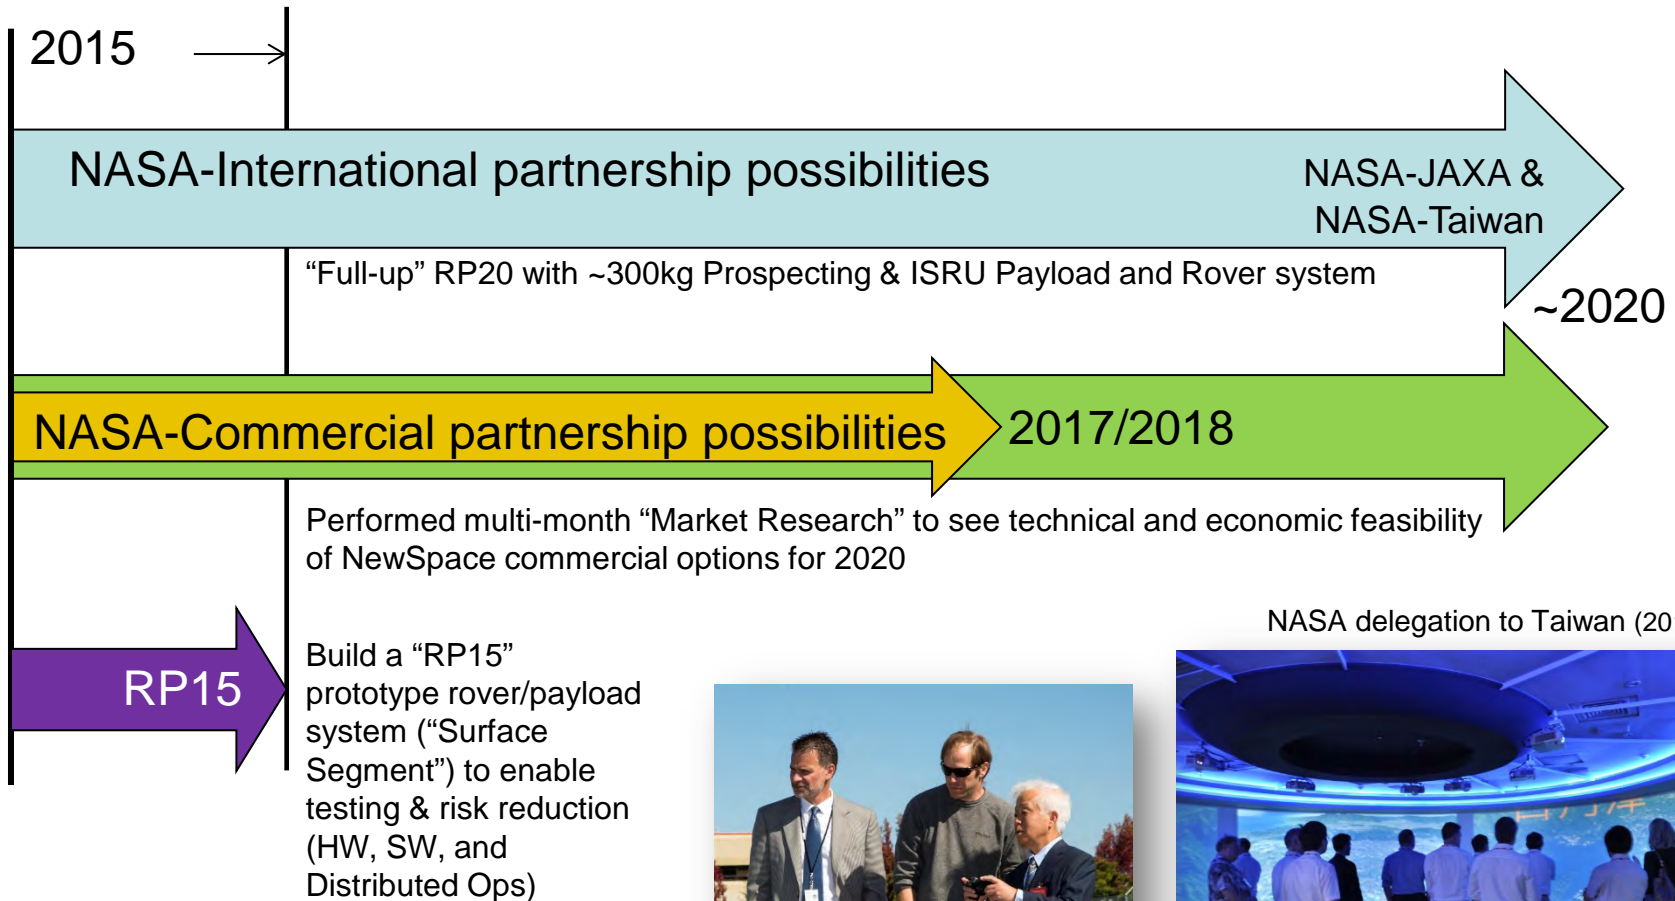 2015
NASA-International partnership possibilities
NASA-JAXA &
NASA-Taiwan
“Full-up” RP20 with ~300kg Prospecting & ISRU Payload and Rover system
~2020
NASA-Commercial partnership possibilities
2017/2018
Performed multi-month “Market Research” to see technical and economic feasibility
of NewSpace commercial options for 2020
NASA delegation to Taiwan (20
RP15
Build a “RP15”
prototype rover/payload
system (“Surface
Segment”) to enable
testing & risk reduction
(HW, SW, and
Distributed Ops)